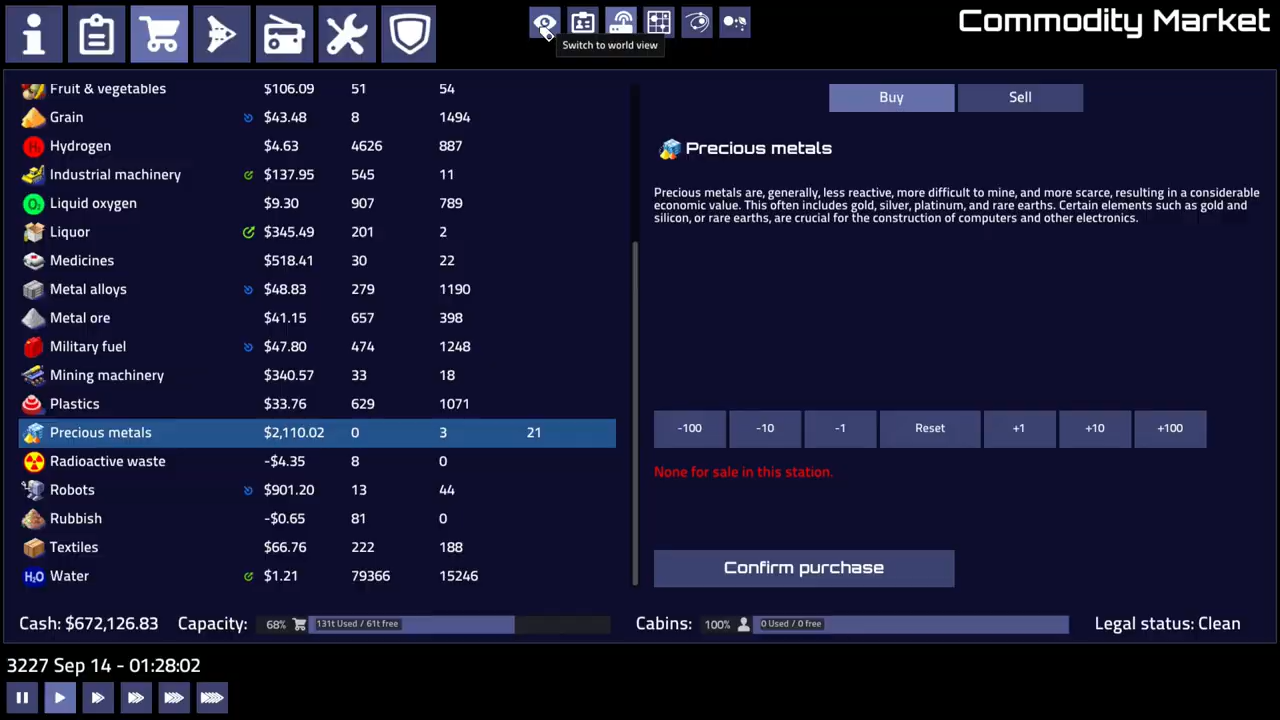 Commodity Market
Switch to world view
Fruit & vegetables $106.09 51 54
Grain $43.48 8 1494
Hydrogen $4.63 4626 887
Industrial machinery $137.95 545 11
Liquid oxygen $9.30 907 789
Liquor $345.49 201 2
Medicines $518.41 30 22
Metal alloys $48.83 279 1190
Metal ore $41.15 657 398
Military fuel $47.80 474 1248
Mining machinery $340.57 33 18
Plastics $33.76 629 1071
Precious metals $2,110.02 0 3 21
Radioactive waste -$4.35 8 0
Robots $901.20 13 44
Rubbish -$0.65 81 0
Textiles $66.76 222 188
H₂O Water $1.21 79366 15246
Buy Sell
Precious metals
Precious metals are, generally, less reactive, more difficult to mine, and more scarce, resulting in a considerable
economic value. This often includes gold, silver, platinum, and rare earths. Certain elements such as gold and
silicon, or rare earths, are crucial for the construction of computers and other electronics.
-100 -10 -1 Reset +1 +10 +100
None for sale in this station.
Confirm purchase
Cash: $672,126.83 Capacity: 68% 131t Used / 61t free Cabins: 100% 0 Used / 0 free Legal status: Clean
3227 Sep 14 - 01:28:02